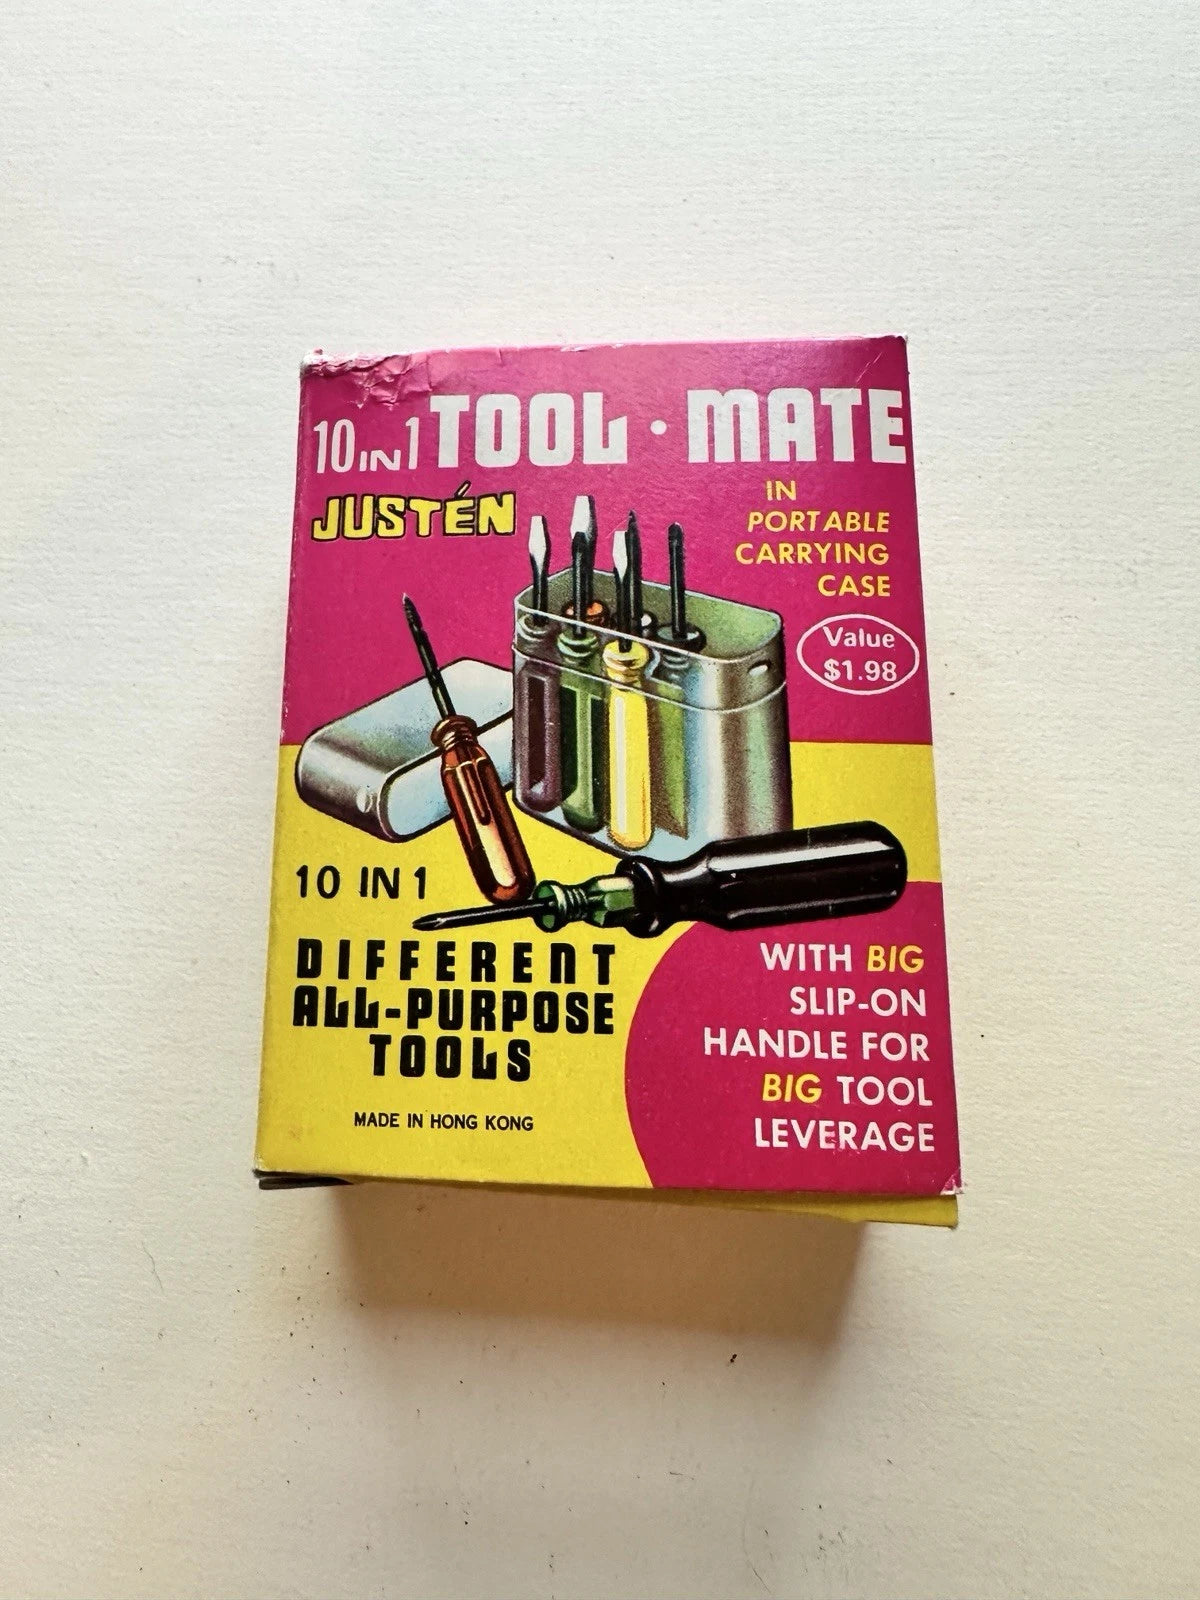 10 IN 1 TOOL · MATE
JUSTÉN
IN
PORTABLE
CARRYING
CASE
Value
$1.98
10 IN 1
DIFFERENT
ALL-PURPOSE
TOOLS
MADE IN HONG KONG
WITH BIG
SLIP-ON
HANDLE FOR
BIG TOOL
LEVERAGE